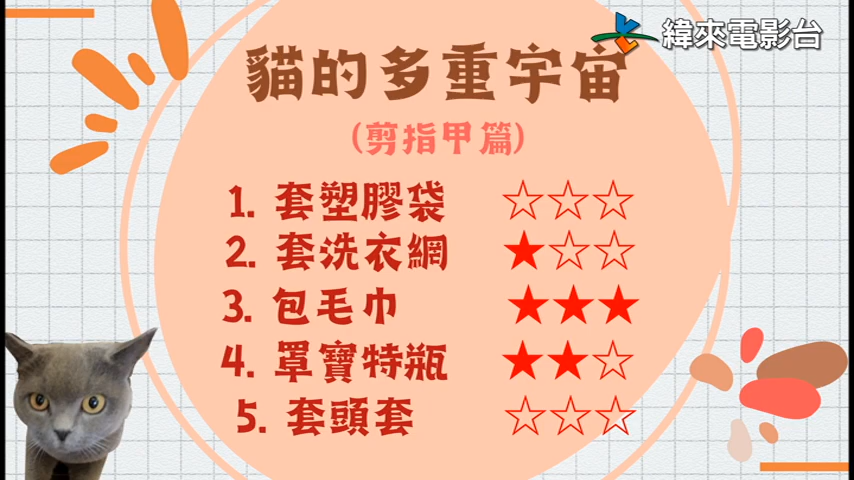 緯來電影台
貓的多重宇宙
(剪指甲篇)
1. 套塑膠袋 ☆☆☆
2. 套洗衣網 ★☆☆
3. 包毛巾 ★★★
4. 罩寶特瓶 ★★☆
5. 套頭套 ☆☆☆